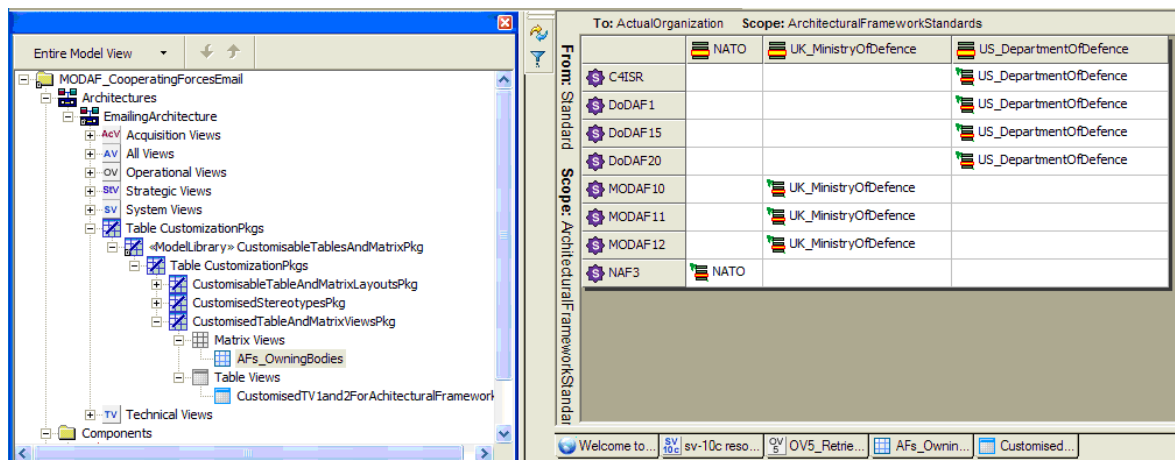 Entire Model View
MODAF_CooperatingForcesEmail
Architectures
EmailingArchitecture
AcV Acquisition Views
AV All Views
OV Operational Views
StV Strategic Views
SV System Views
Table CustomizationPkgs
«ModelLibrary» CustomisableTablesAndMatrixPkg
Table CustomizationPkgs
CustomisableTableAndMatrixLayoutsPkg
CustomisedStereotypesPkg
CustomisedTableAndMatrixViewsPkg
Matrix Views
AFs_OwningBodies
Table Views
CustomisedTV1and2ForAchitecturalFramework
TV Technical Views
Components
To: ActualOrganization Scope: ArchitecturalFrameworkStandards
From: Standard Scope: ArchitecturalFrameworkStandar
NATO UK_MinistryOfDefence US_DepartmentOfDefence
C4ISR US_DepartmentOfDefence
DoDAF1 US_DepartmentOfDefence
DoDAF15 US_DepartmentOfDefence
DoDAF20 US_DepartmentOfDefence
MODAF10 UK_MinistryOfDefence
MODAF11 UK_MinistryOfDefence
MODAF12 UK_MinistryOfDefence
NAF3 NATO
Welcome to... SV 10c sv-10c reso... OV 5 OV5_Retrie... AFs_Ownin... Customised...